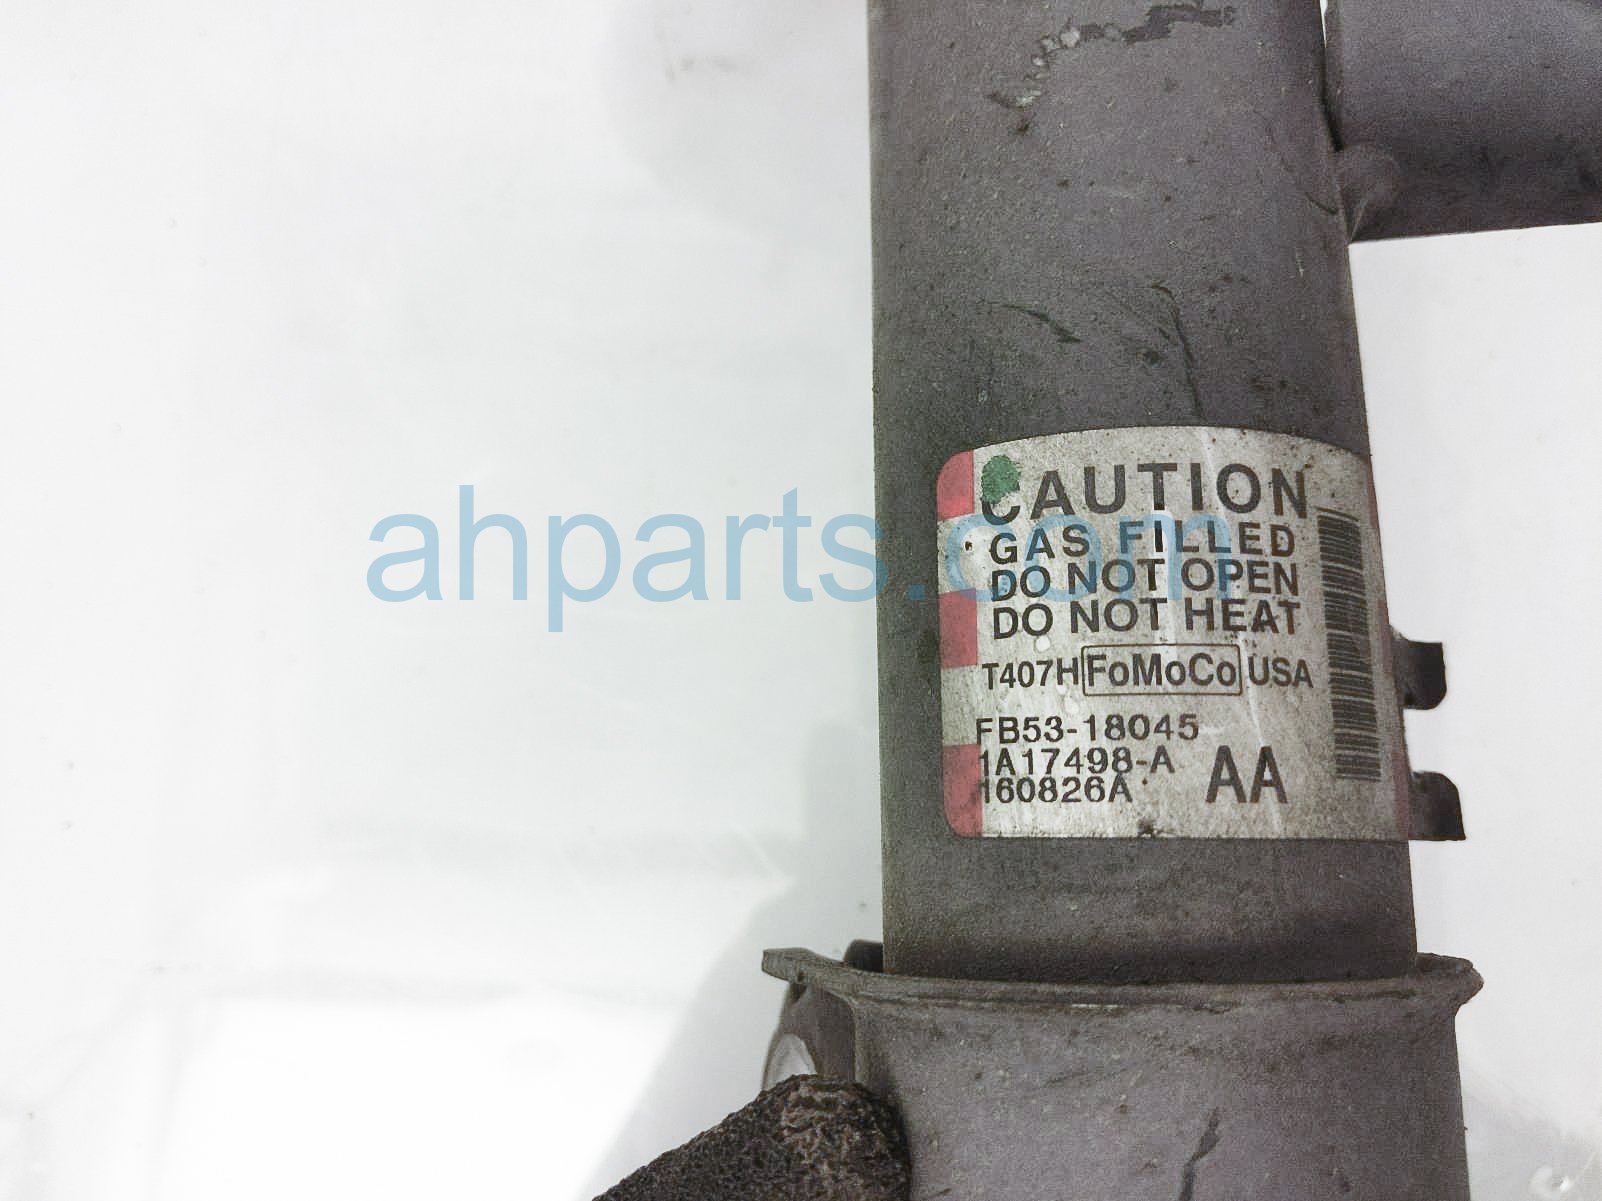 CAUTION
GAS FILLED
DO NOT OPEN
DO NOT HEAT
T407H FoMoCo USA
FB53-18045
1A17498-A
160826A AA
ahparts.com